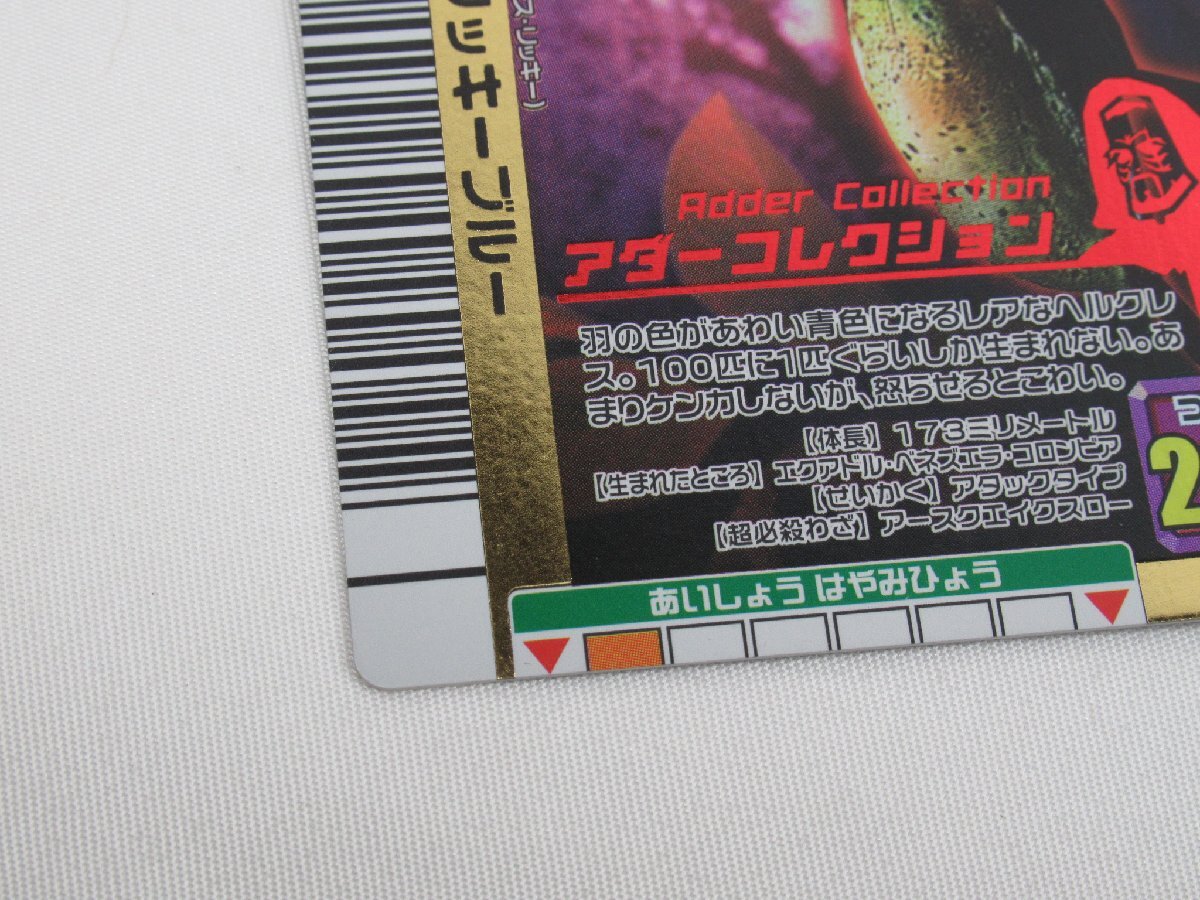 ッキーブルー
ス・リッキー)
Adder Collection
アダーコレクション
羽の色があわい青色になるレアなヘルクレ
ス。100匹に1匹ぐらいしか生まれない。あ
まりケンカしないが、怒らせるとこわい。
【体長】173ミリメートル
【生まれたところ】エクアドル・ベネズエラ・コロンビア
【せいかく】アタックタイプ
【超必殺わざ】アースクエイクスロー
2
あいしょう はやみひょう